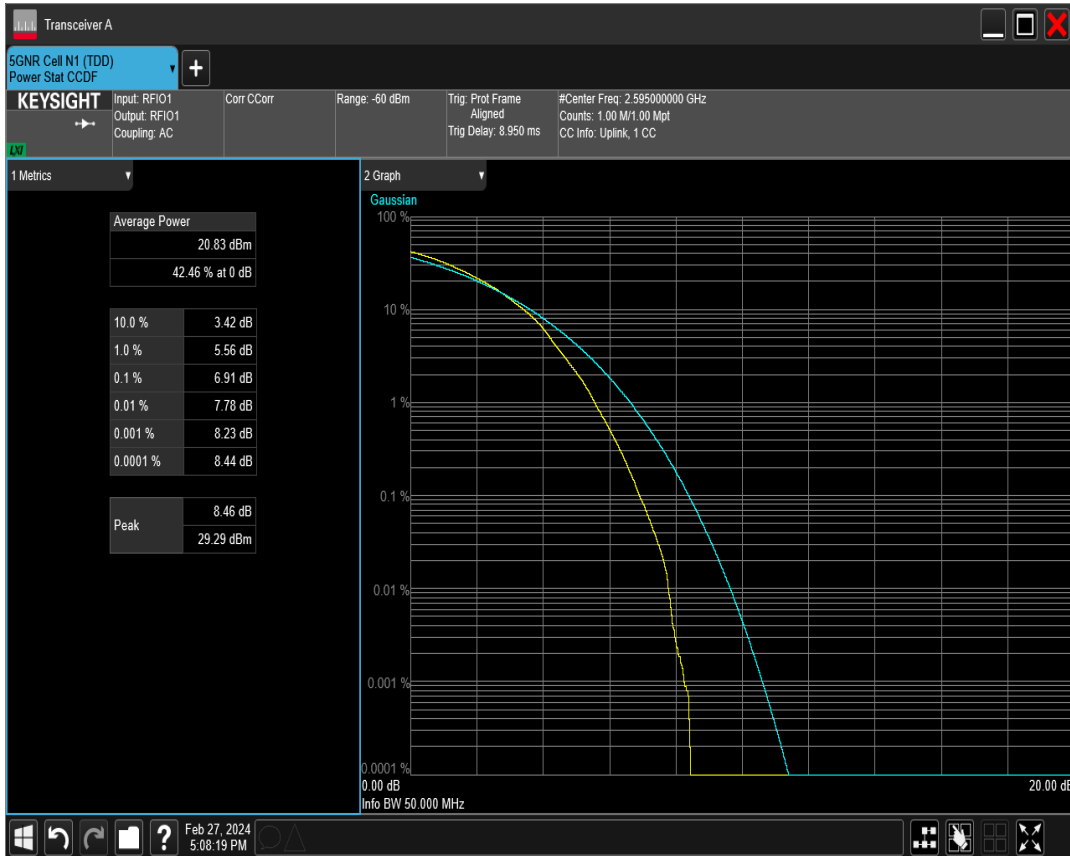 Transceiver A
5GNR Cell N1 (TDD)
Power Stat CCDF
+
KEYSIGHT
LXI
Input: RFIO1
Output: RFIO1
Coupling: AC
Corr CCorr
Range: -60 dBm
Trig: Prot Frame
Aligned
Trig Delay: 8.950 ms
#Center Freq: 2.595000000 GHz
Counts: 1.00 M/1.00 Mpt
CC Info: Uplink, 1 CC
1 Metrics
Average Power
20.83 dBm
42.46 % at 0 dB
10.0 % 3.42 dB
1.0 % 5.56 dB
0.1 % 6.91 dB
0.01 % 7.78 dB
0.001 % 8.23 dB
0.0001 % 8.44 dB
Peak 8.46 dB
29.29 dBm
2 Graph
Gaussian
100 %
10 %
1 %
0.1 %
0.01 %
0.001 %
0.0001 %
0.00 dB 20.00 dB
Info BW 50.000 MHz
?
Feb 27, 2024
5:08:19 PM